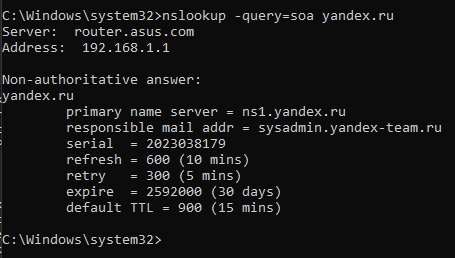 C:\Windows\system32>nslookup -query=soa yandex.ru
Server:  router.asus.com
Address:  192.168.1.1

Non-authoritative answer:
yandex.ru
        primary name server = ns1.yandex.ru
        responsible mail addr = sysadmin.yandex-team.ru
        serial  = 2023038179
        refresh = 600 (10 mins)
        retry   = 300 (5 mins)
        expire  = 2592000 (30 days)
        default TTL = 900 (15 mins)

C:\Windows\system32>